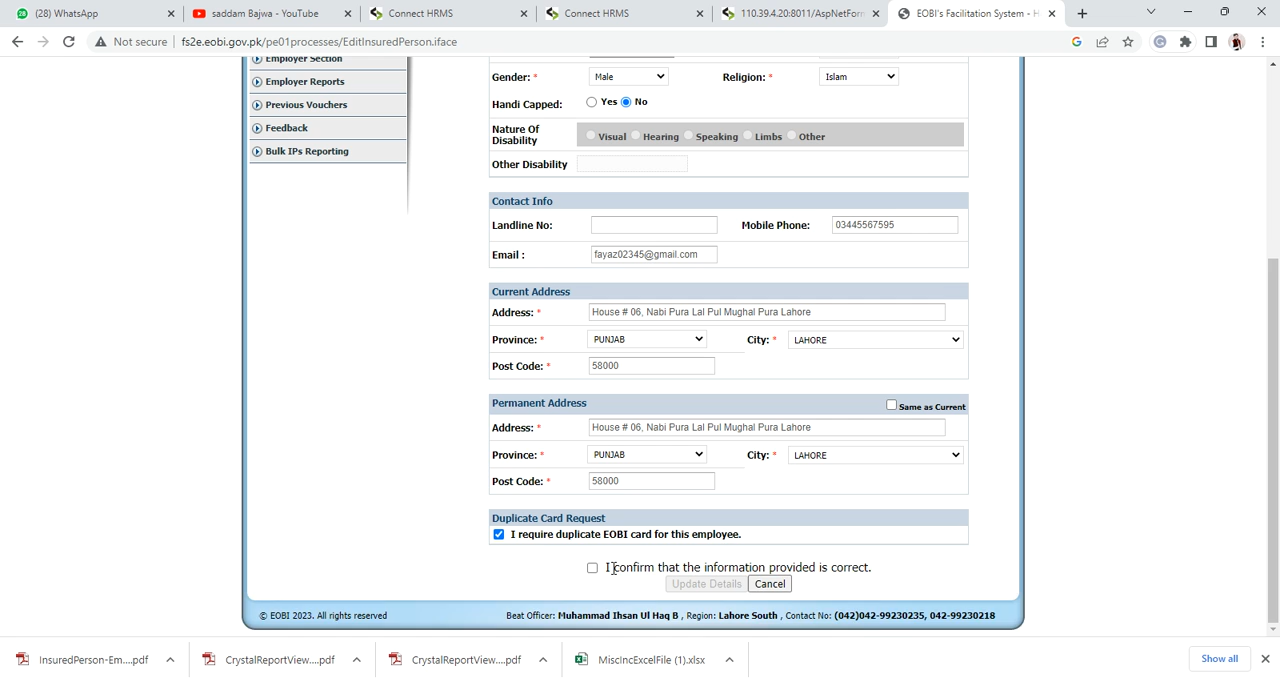 (28) WhatsApp
saddam Bajwa - YouTube
Connect HRMS
Connect HRMS
110.39.4.20:8011/AspNetForm
EOBI's Facilitation System - H
Not secure | fs2e.eobi.gov.pk/pe01processes/EditInsuredPerson.iface
Employer Section
Employer Reports
Previous Vouchers
Feedback
Bulk IPs Reporting
Gender: * Male Religion: * Islam
Handi Capped: Yes No
Nature Of Disability Visual Hearing Speaking Limbs Other
Other Disability
Contact Info
Landline No: Mobile Phone: 03445567595
Email : fayaz02345@gmail.com
Current Address
Address: * House # 06, Nabi Pura Lal Pul Mughal Pura Lahore
Province: * PUNJAB City: * LAHORE
Post Code: * 58000
Permanent Address Same as Current
Address: * House # 06, Nabi Pura Lal Pul Mughal Pura Lahore
Province: * PUNJAB City: * LAHORE
Post Code: * 58000
Duplicate Card Request
I require duplicate EOBI card for this employee.
I confirm that the information provided is correct.
Update Details Cancel
© EOBI 2023. All rights reserved Beat Officer: Muhammad Ihsan Ul Haq B , Region: Lahore South , Contact No: (042)042-99230235, 042-99230218
InsuredPerson-Em....pdf
CrystalReportView....pdf
CrystalReportView....pdf
MiscIncExcelFile (1).xlsx
Show all